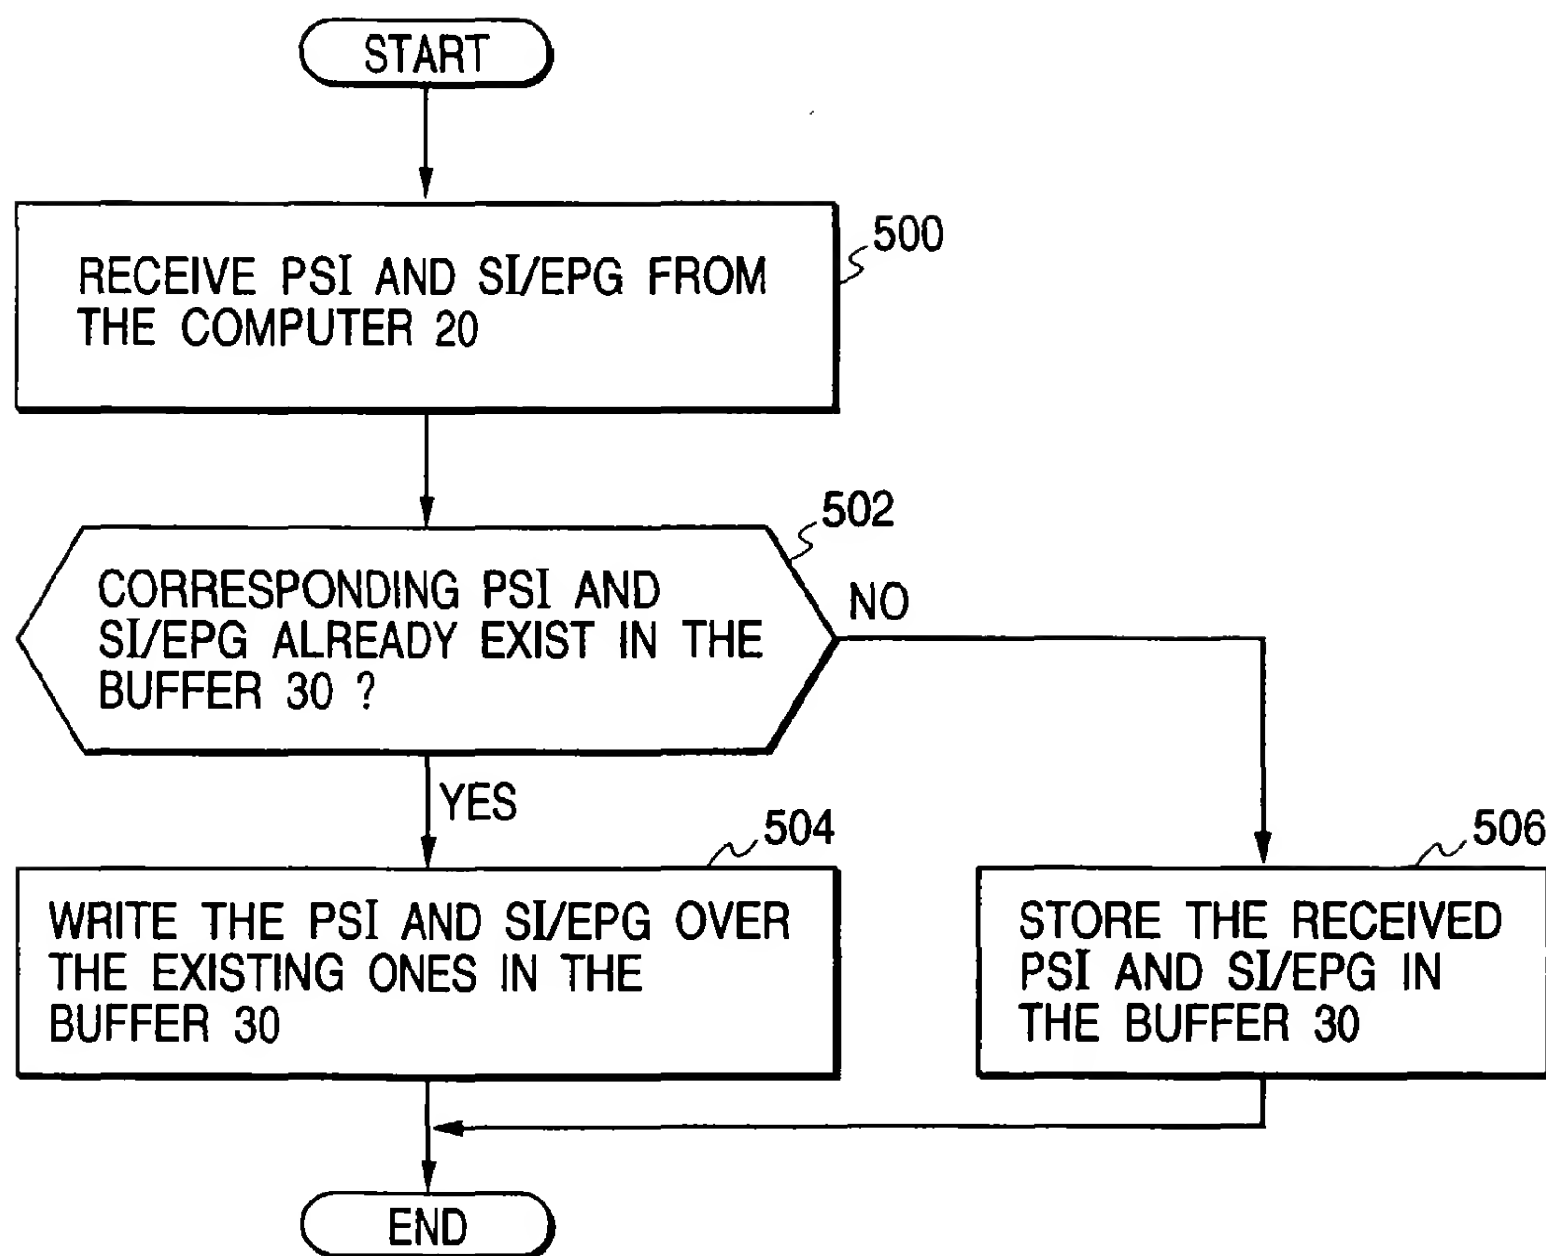 START
500
RECEIVE PSI AND SI/EPG FROM
THE COMPUTER 20
502
CORRESPONDING PSI AND
SI/EPG ALREADY EXIST IN THE
BUFFER 30 ?
NO
YES
504
WRITE THE PSI AND SI/EPG OVER
THE EXISTING ONES IN THE
BUFFER 30
506
STORE THE RECEIVED
PSI AND SI/EPG IN
THE BUFFER 30
END